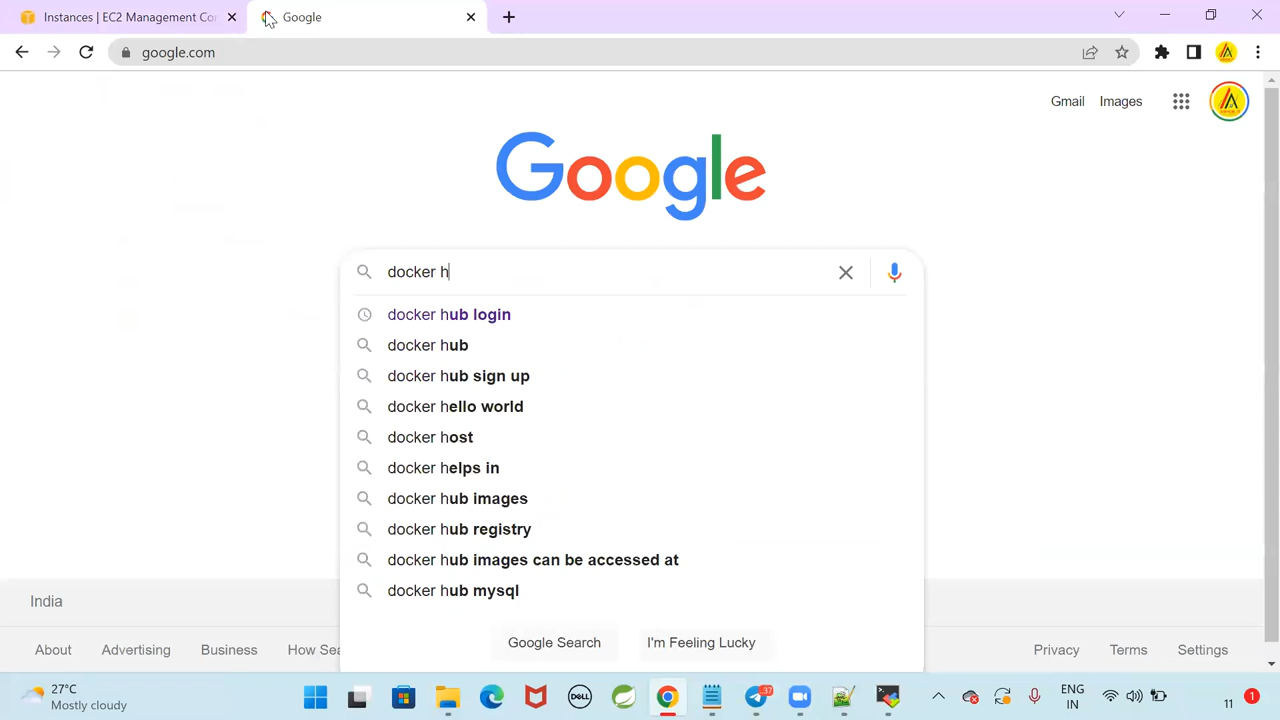 Instances | EC2 Management Co
Google
google.com
Gmail
Images
Google
docker h
docker hub login
docker hub
docker hub sign up
docker hello world
docker host
docker helps in
docker hub images
docker hub registry
docker hub images can be accessed at
docker hub mysql
Google Search
I'm Feeling Lucky
India
About
Advertising
Business
How Sea
Privacy
Terms
Settings
27°C
Mostly cloudy
DELL
37
ENG
IN
11
1